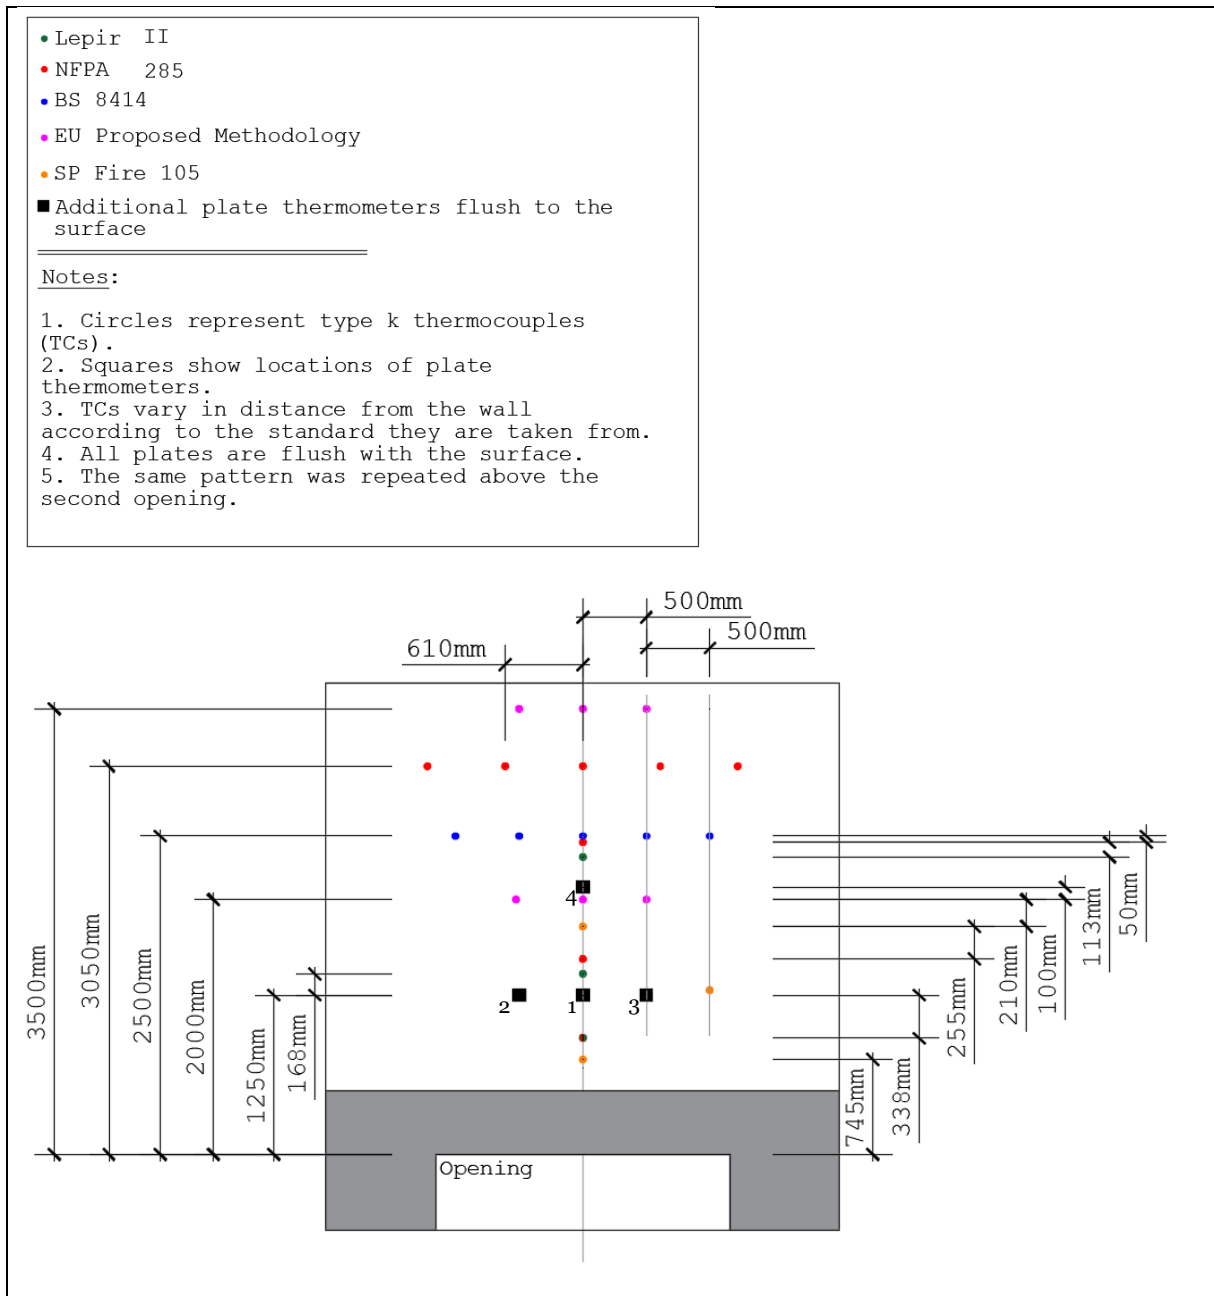 Lepir II
NFPA 285
BS 8414
EU Proposed Methodology
SP Fire 105
Additional plate thermometers flush to the
surface
Notes:
1. Circles represent type k thermocouples
(TCs).
2. Squares show locations of plate
thermometers.
3. TCs vary in distance from the wall
according to the standard they are taken from.
4. All plates are flush with the surface.
5. The same pattern was repeated above the
second opening.
500mm
500mm
610mm
3500mm
3050mm
2500mm
2000mm
1250mm
168mm
4
2
1
3
745mm
338mm
255mm
210mm
100mm
113mm
50mm
Opening